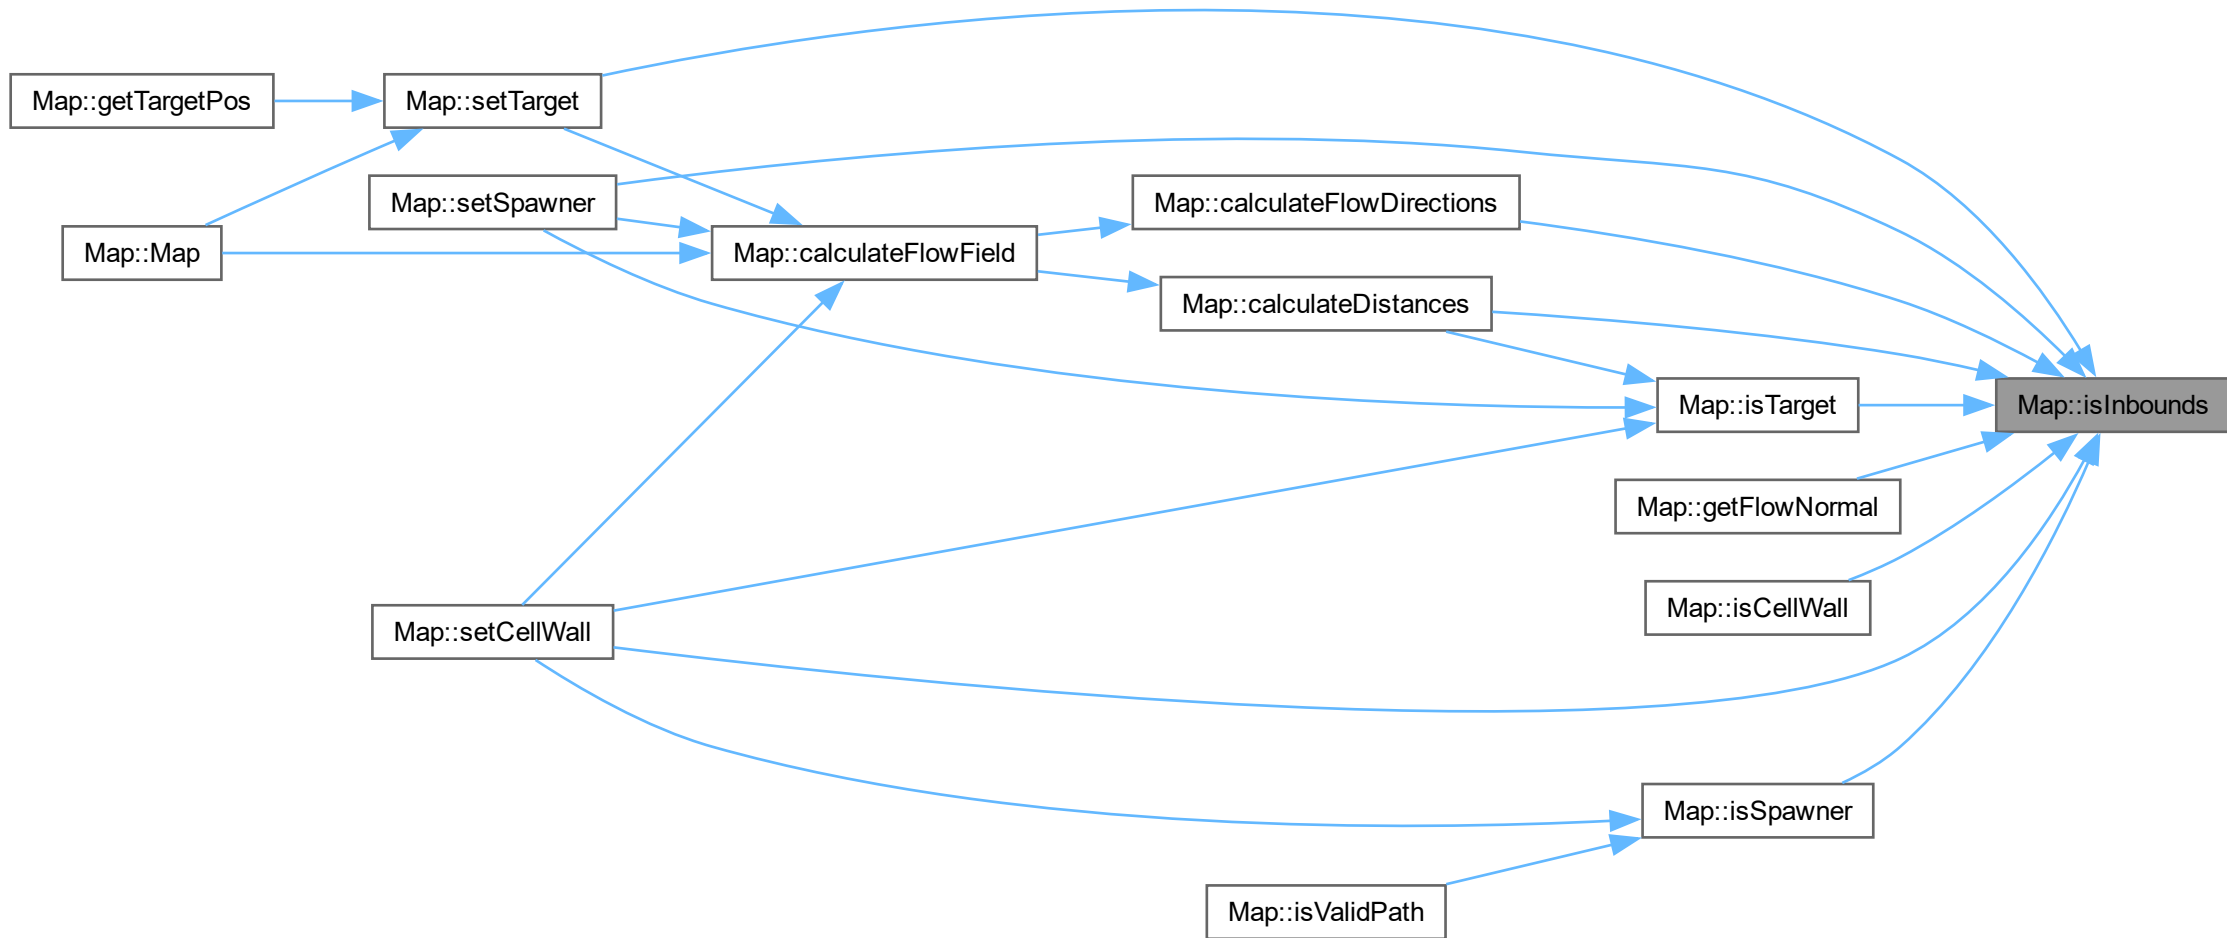 Map::getTargetPos
Map::setTarget
Map::setSpawner
Map::calculateFlowDirections
Map::Map
Map::calculateFlowField
Map::calculateDistances
Map::isTarget
Map::isInbounds
Map::getFlowNormal
Map::isCellWall
Map::setCellWall
Map::isSpawner
Map::isValidPath